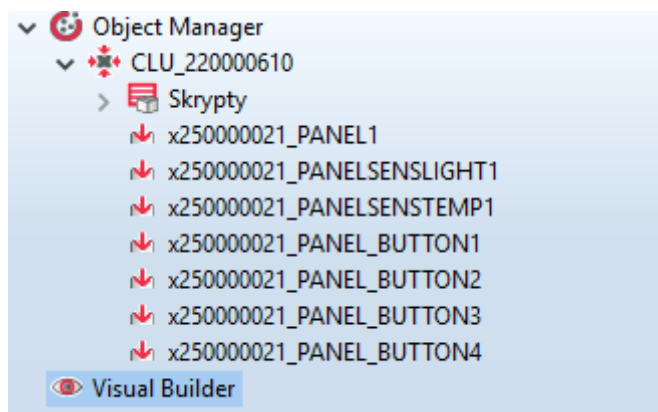 Object Manager
CLU_220000610
Skrypty
x250000021_PANEL1
x250000021_PANELSENSLIGHT1
x250000021_PANELSENSTEMP1
x250000021_PANEL_BUTTON1
x250000021_PANEL_BUTTON2
x250000021_PANEL_BUTTON3
x250000021_PANEL_BUTTON4
Visual Builder